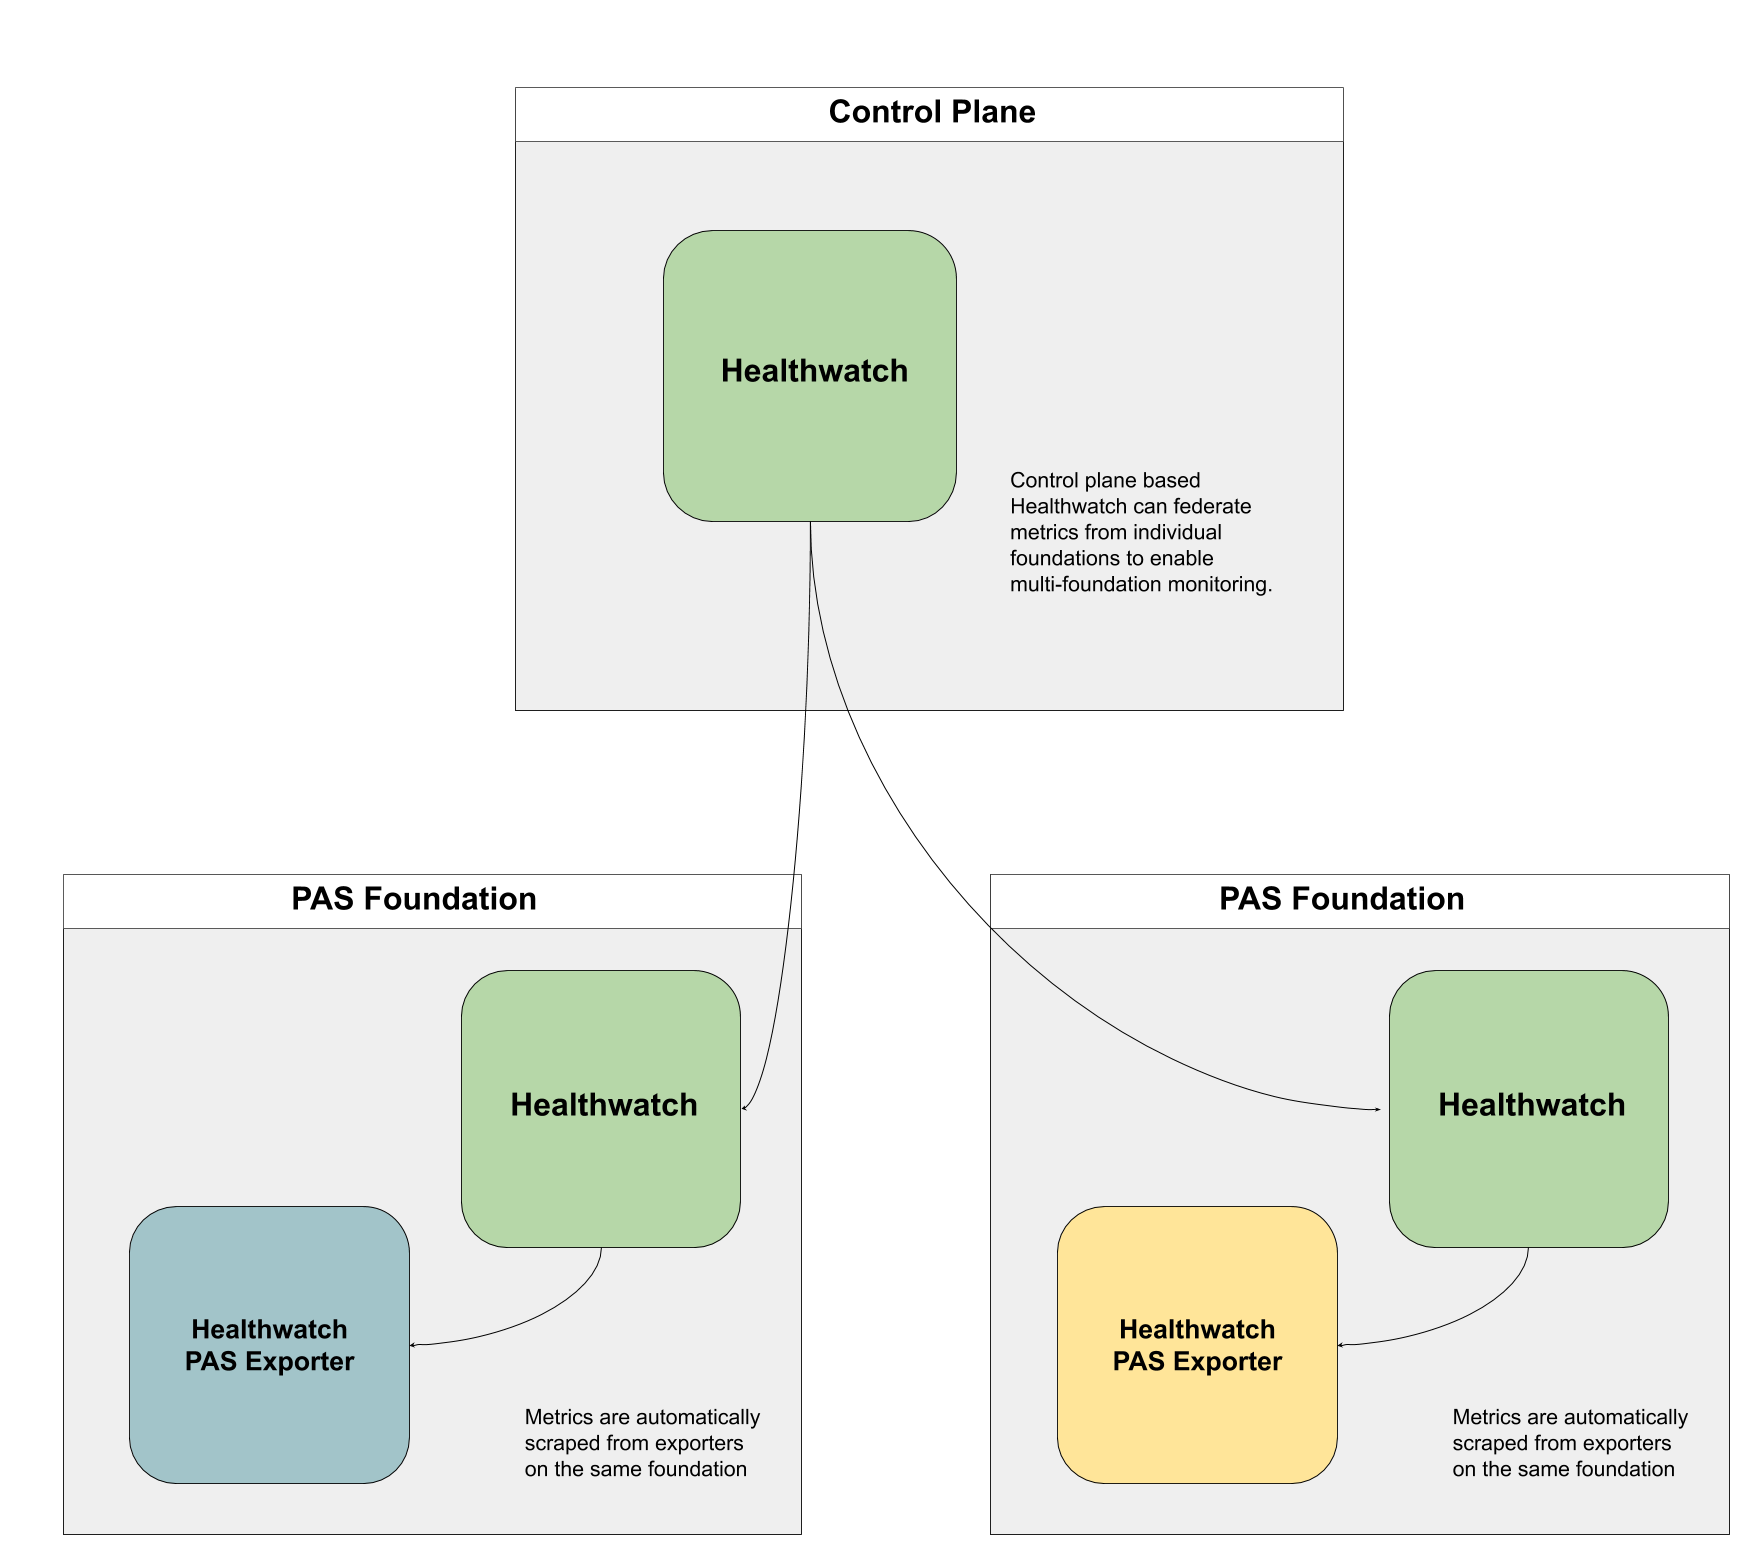 Control Plane
Healthwatch
Control plane based
Healthwatch can federate
metrics from individual
foundations to enable
multi-foundation monitoring.
PAS Foundation
Healthwatch
Healthwatch
PAS Exporter
Metrics are automatically
scraped from exporters
on the same foundation
PAS Foundation
Healthwatch
Healthwatch
PAS Exporter
Metrics are automatically
scraped from exporters
on the same foundation